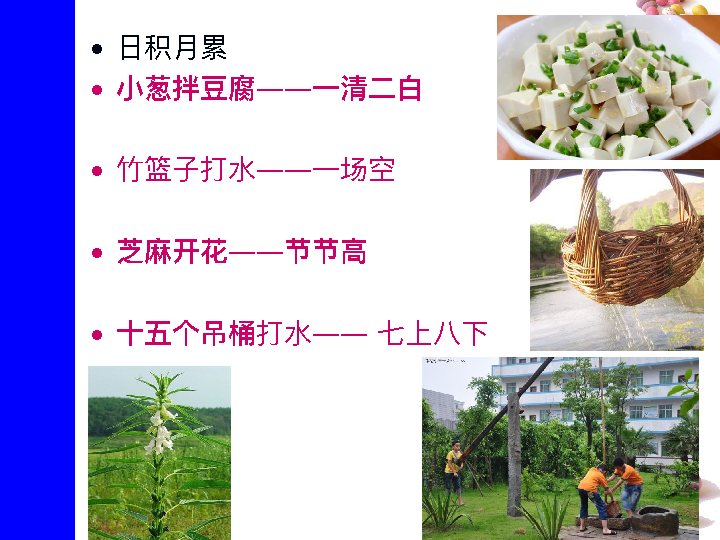 日积月累
小葱拌豆腐——一清二白
竹篮子打水——一场空
芝麻开花——节节高
十五个吊桶打水—— 七上八下